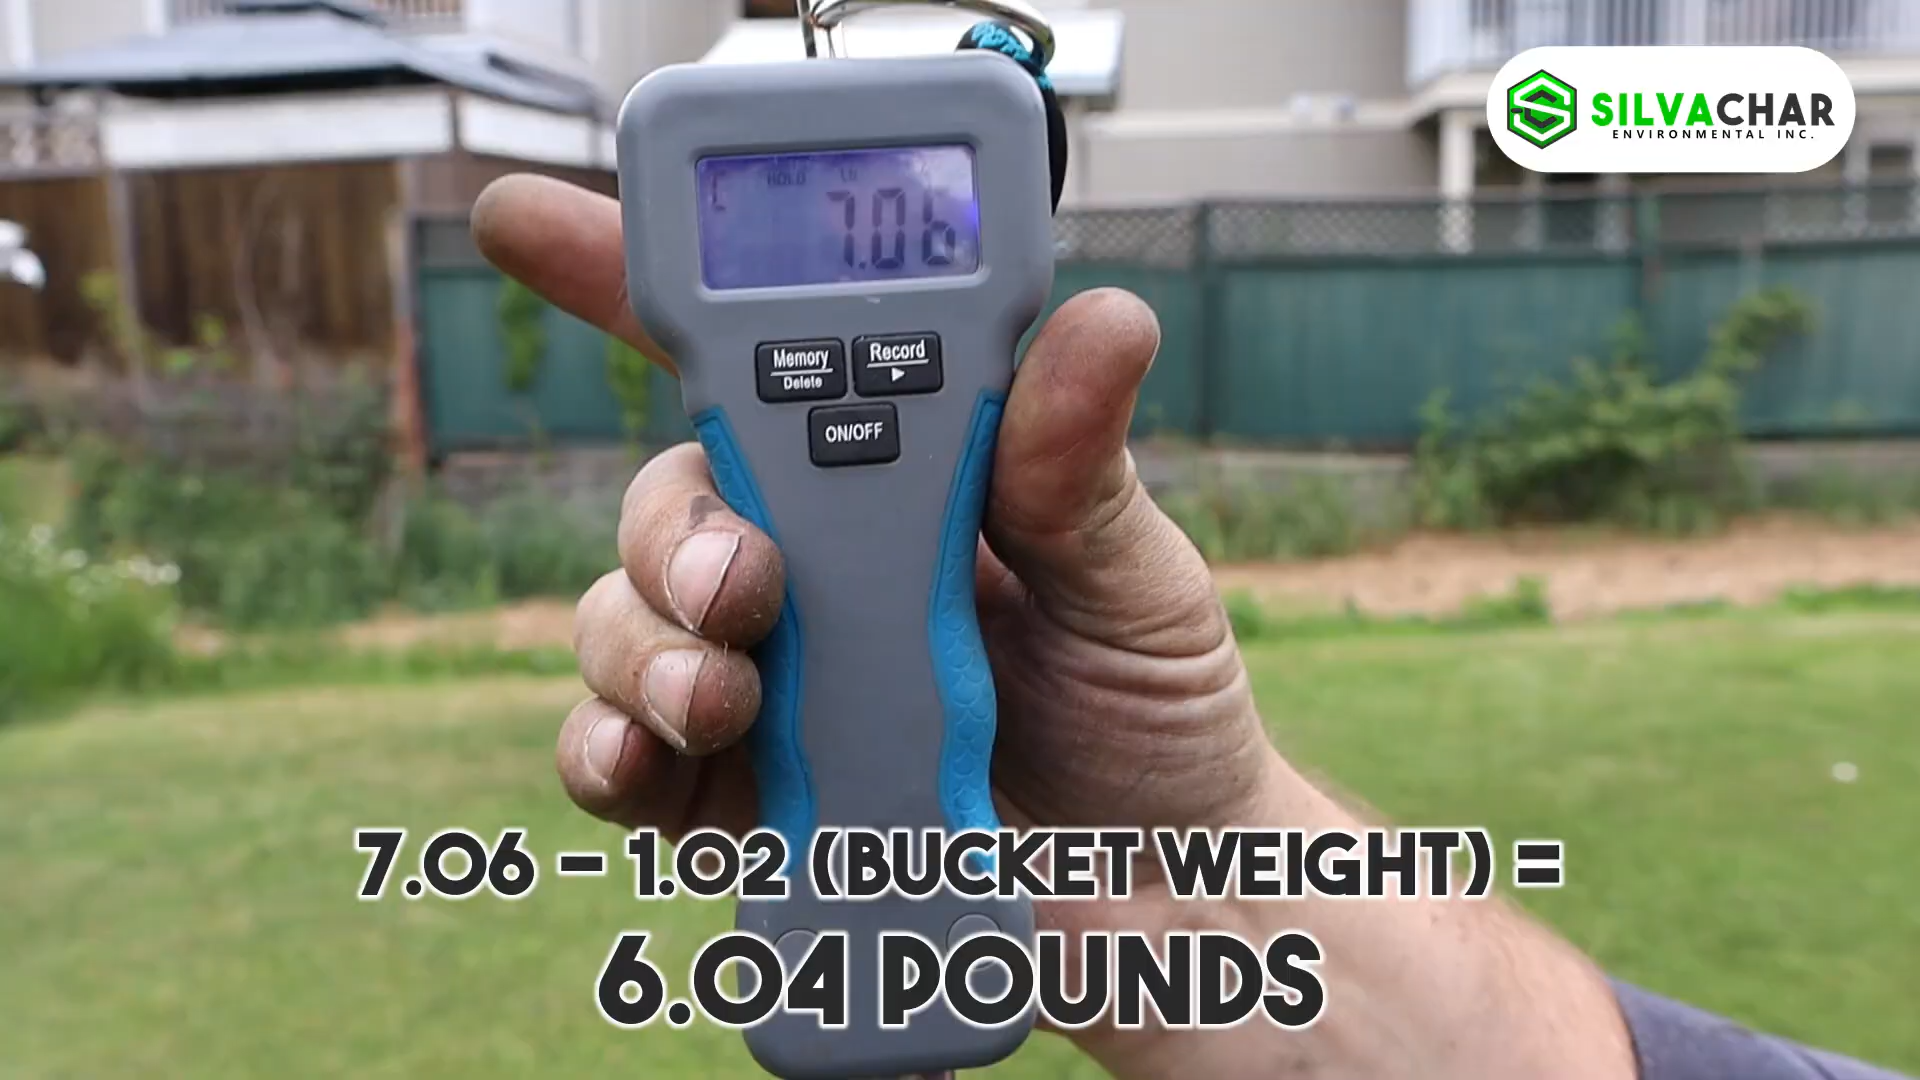 SILVACHAR
ENVIRONMENTAL INC.
HOLD
7.06
Memory
Delete
Record
ON/OFF
7.06 – 1.02 (BUCKET WEIGHT) =
6.04 POUNDS